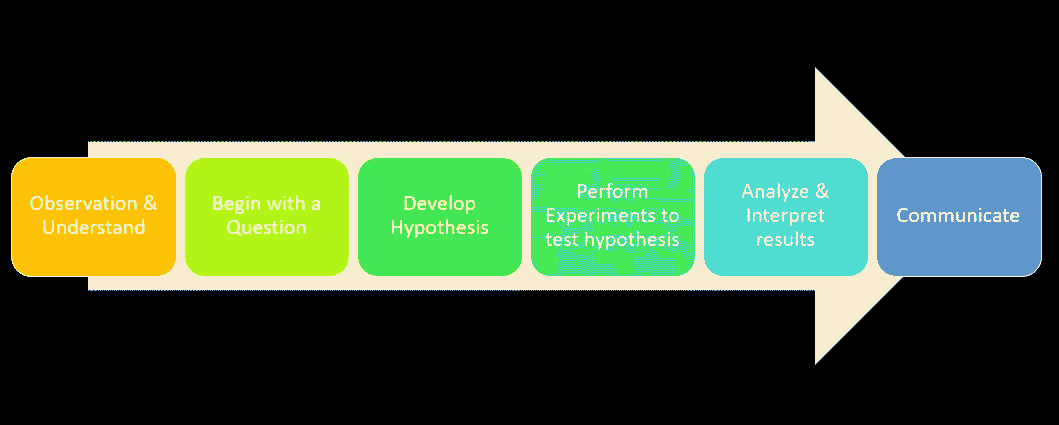 Observation &
Understand
Begin with a
Question
Develop
Hypothesis
Perform
Experiments to
test hypothesis
Analyze &
Interpret
results
Communicate